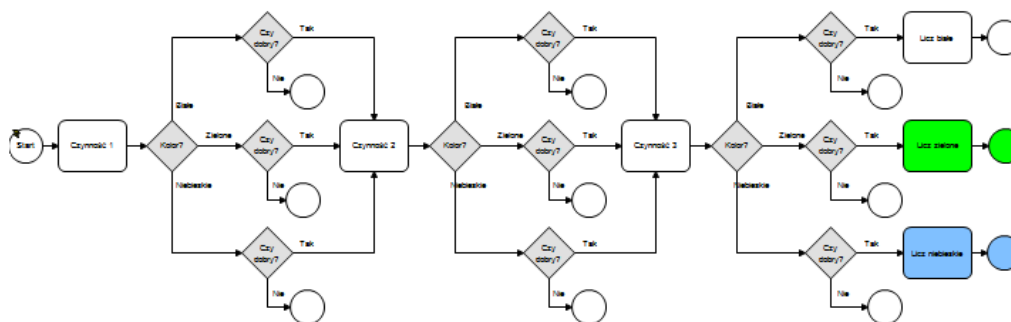 Czy
dobry?
Tak
Nie
Czy
dobry?
Tak
Nie
Czy
dobry?
Tak
Licz białe
Nie
Białe
Białe
Białe
Start
Czynność 1
Kolor?
Zielone
Czy
dobry?
Tak
Nie
Czynność 2
Kolor?
Zielone
Czy
dobry?
Tak
Nie
Czynność 3
Kolor?
Zielone
Czy
dobry?
Tak
Nie
Licz zielone
Niebieskie
Niebieskie
Niebieskie
Czy
dobry?
Tak
Nie
Czy
dobry?
Tak
Nie
Czy
dobry?
Tak
Nie
Licz niebieskie